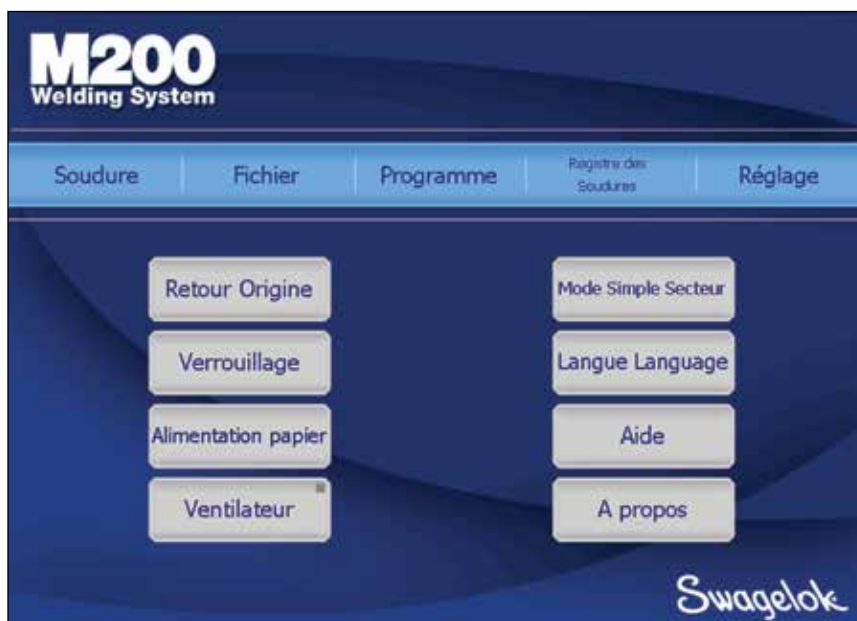 M200
Welding System
Soudure
Fichier
Programme
Registre des
Soudures
Réglage
Retour Origine
Mode Simple Secteur
Verrouillage
Langue Language
Alimentation papier
Aide
Ventilateur
A propos
Swagelok